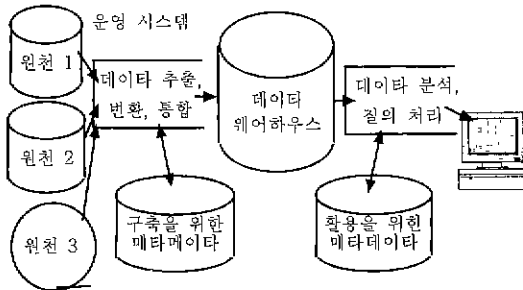 운영 시스템
원천 1
원천 2
원천 3
데이타 추출,
변환, 통합
데이타
웨어하우스
데이타 분석,
질의 처리
구축을 위한
메타데이타
활용을 위한
메타데이타